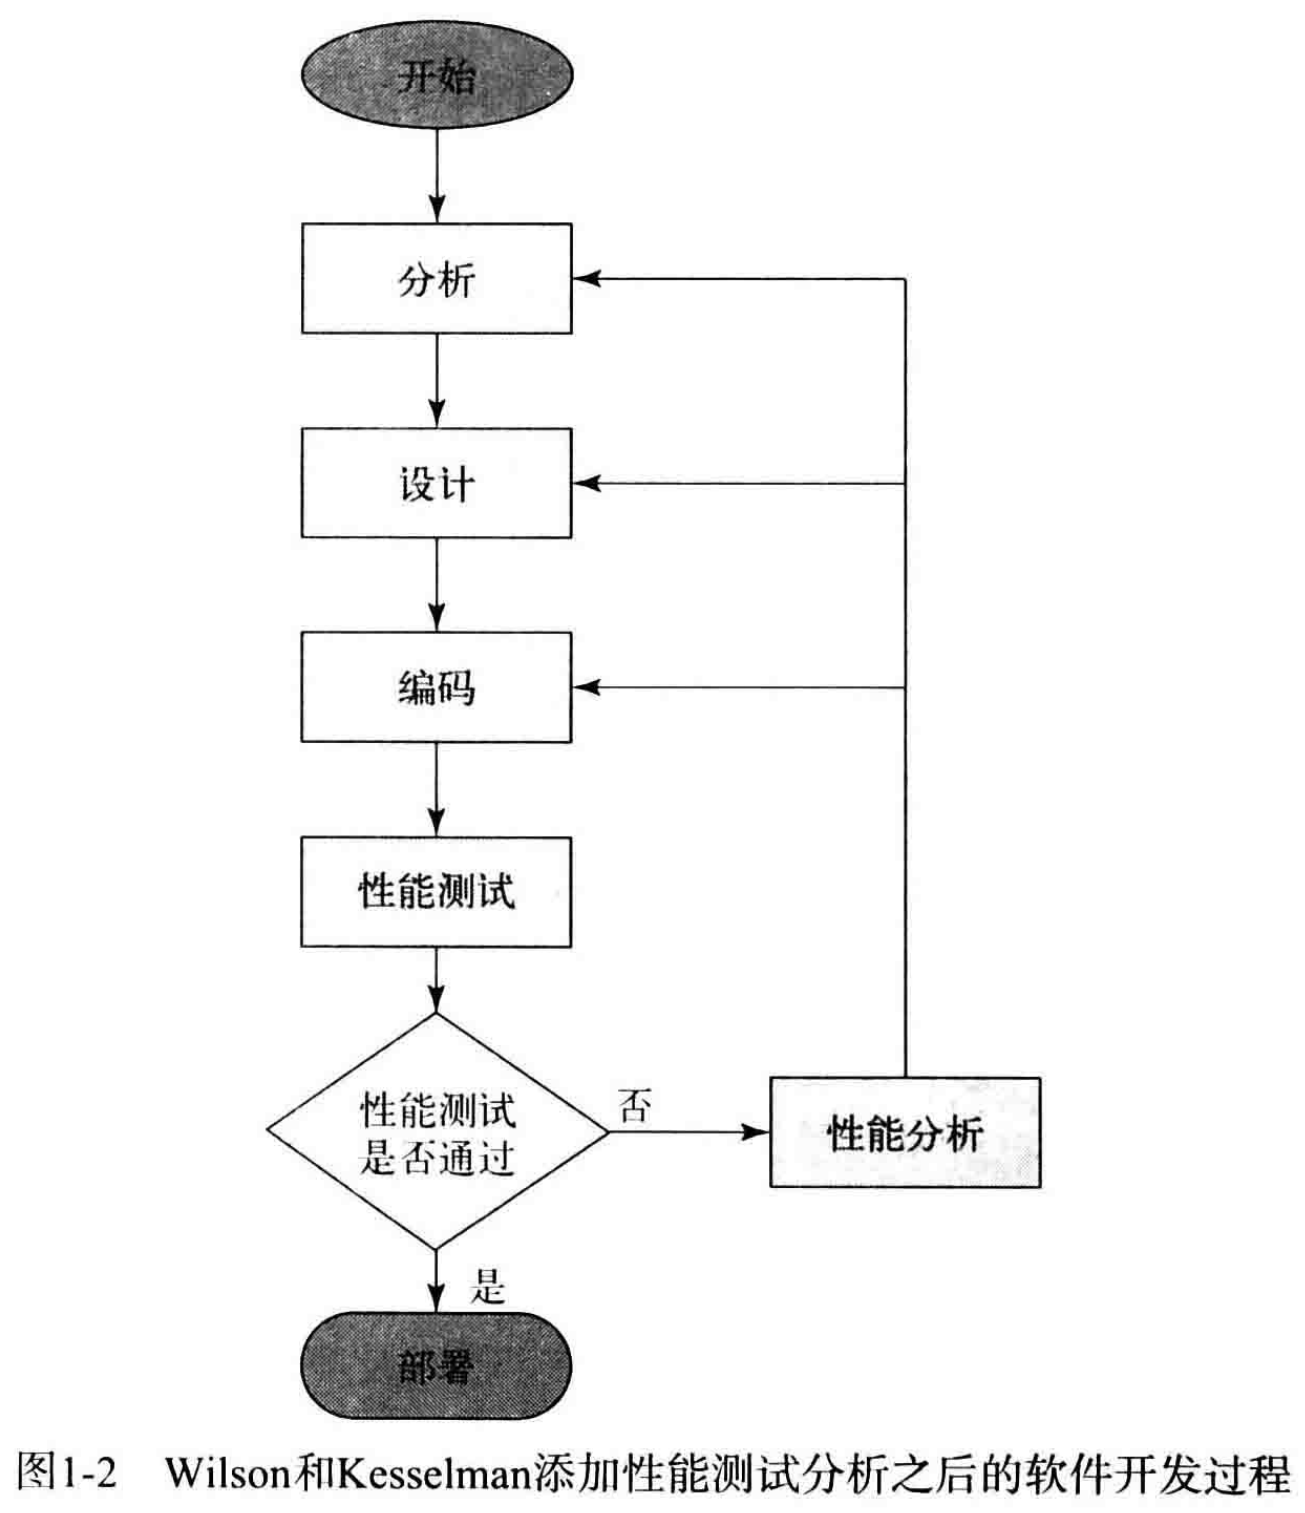 开始
分析
设计
编码
性能测试
性能测试
是否通过
否
性能分析
是
部署
图1-2 Wilson和Kesselman添加性能测试分析之后的软件开发过程